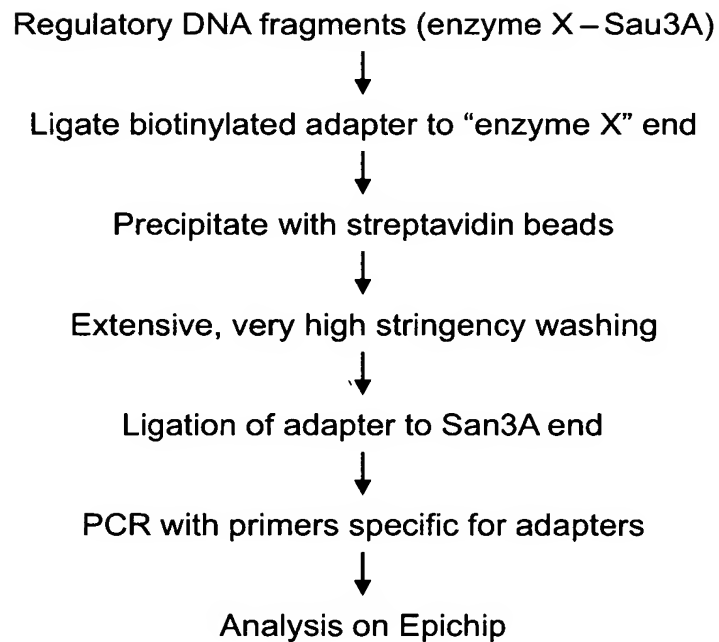 Regulatory DNA fragments (enzyme X – Sau3A)
Ligate biotinylated adapter to “enzyme X” end
Precipitate with streptavidin beads
Extensive, very high stringency washing
Ligation of adapter to San3A end
PCR with primers specific for adapters
Analysis on Epichip